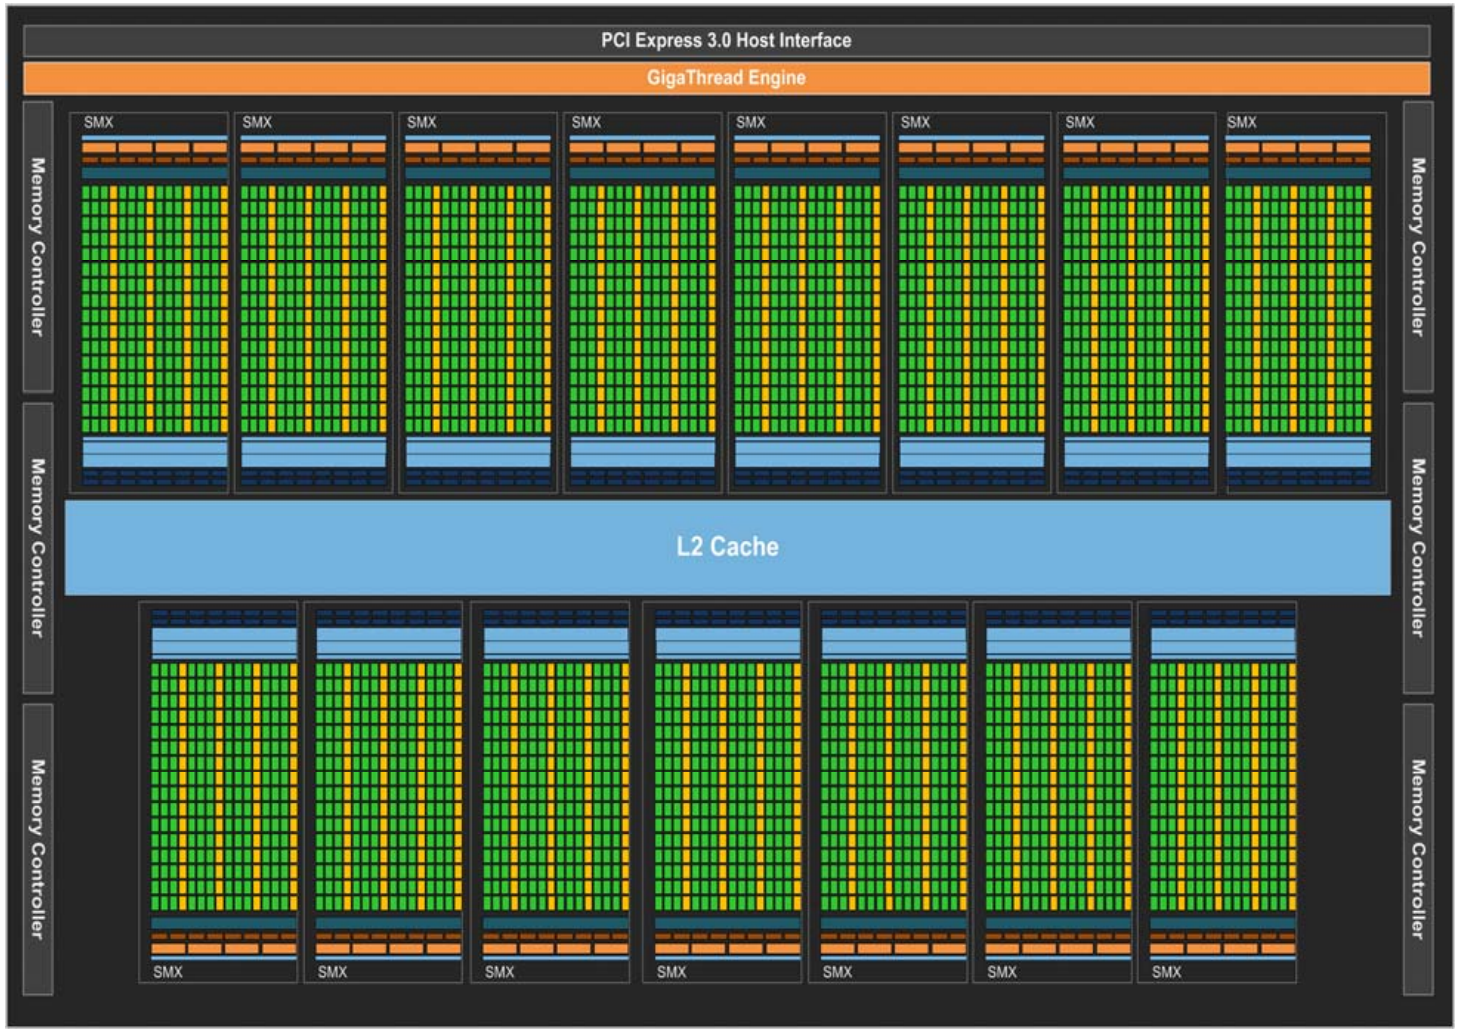 PCI Express 3.0 Host Interface
GigaThread Engine
SMX SMX SMX SMX SMX SMX SMX SMX
Memory Controller
Memory Controller
Memory Controller
Memory Controller
L2 Cache
Memory Controller
Memory Controller
SMX SMX SMX SMX SMX SMX SMX